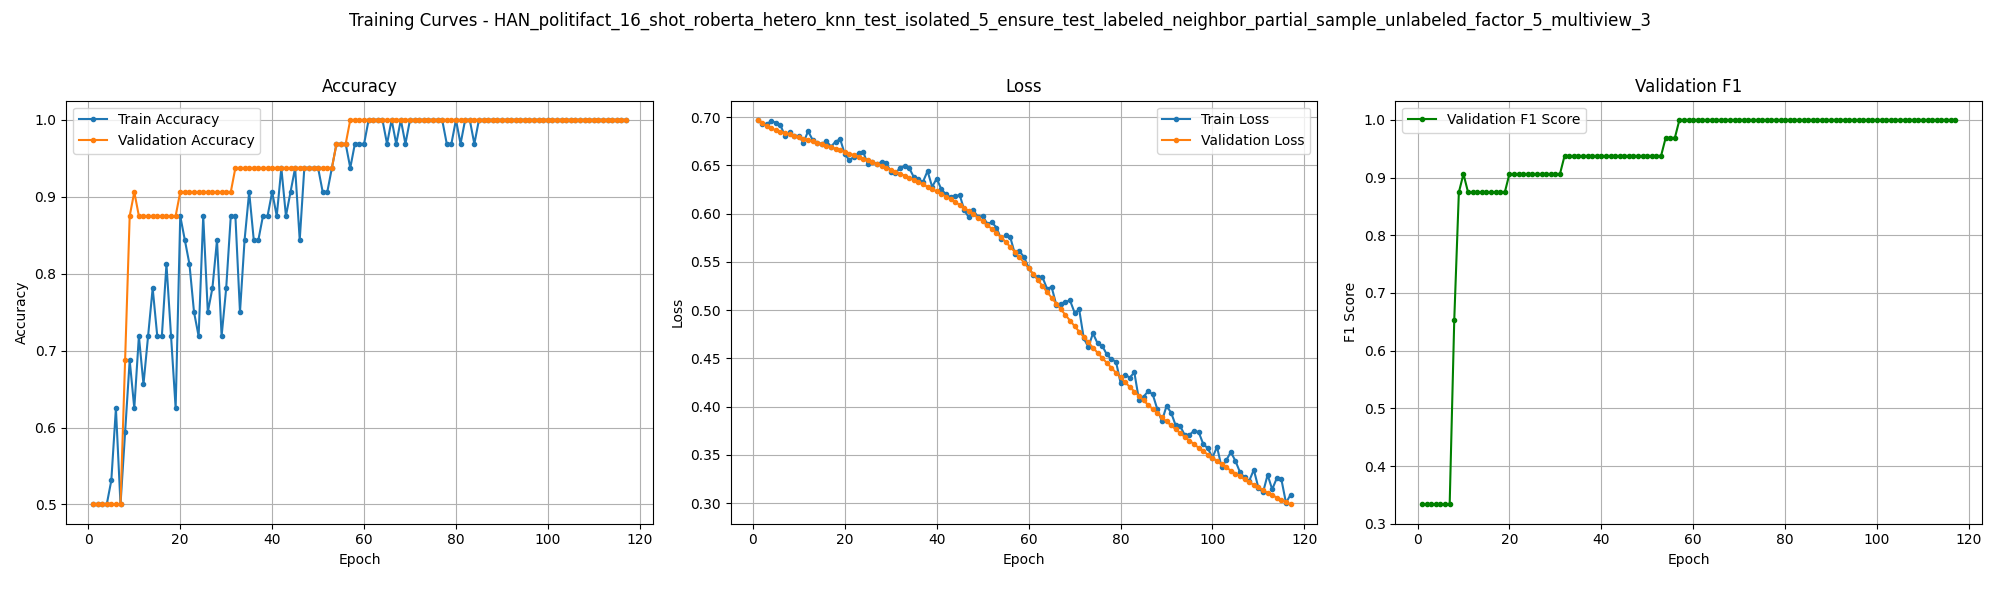 Training Curves - HAN_politifact_16_shot_roberta_hetero_knn_test_isolated_5_ensure_test_labeled_neighbor_partial_sample_unlabeled_factor_5_multiview_3
Accuracy
Train Accuracy
Validation Accuracy
1.0
0.9
0.8
0.7
0.6
0.5
Accuracy
0 20 40 60 80 100 120
Epoch
Loss
Train Loss
Validation Loss
0.70
0.65
0.60
0.55
0.50
0.45
0.40
0.35
0.30
Loss
0 20 40 60 80 100 120
Epoch
Validation F1
Validation F1 Score
1.0
0.9
0.8
0.7
0.6
0.5
0.4
0.3
F1 Score
0 20 40 60 80 100 120
Epoch